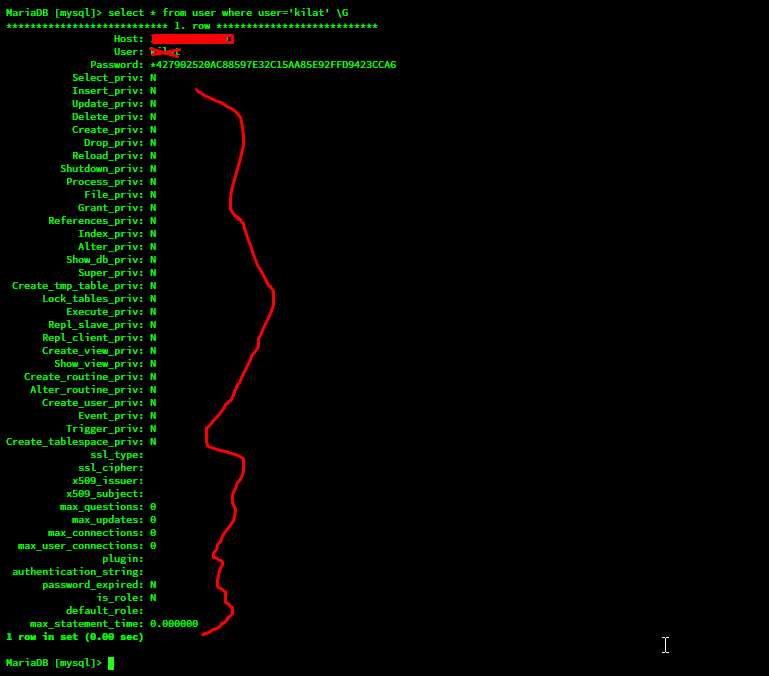 MariaDB [mysql]> select * from user where user='kilat' \G
*************************** 1. row ***************************
Host:
User: kilat
Password: *427902520AC88597E32C15AA85E92FFD9423CCA6
Select_priv: N
Insert_priv: N
Update_priv: N
Delete_priv: N
Create_priv: N
Drop_priv: N
Reload_priv: N
Shutdown_priv: N
Process_priv: N
File_priv: N
Grant_priv: N
References_priv: N
Index_priv: N
Alter_priv: N
Show_db_priv: N
Super_priv: N
Create_tmp_table_priv: N
Lock_tables_priv: N
Execute_priv: N
Repl_slave_priv: N
Repl_client_priv: N
Create_view_priv: N
Show_view_priv: N
Create_routine_priv: N
Alter_routine_priv: N
Create_user_priv: N
Event_priv: N
Trigger_priv: N
Create_tablespace_priv: N
ssl_type:
ssl_cipher:
x509_issuer:
x509_subject:
max_questions: 0
max_updates: 0
max_connections: 0
max_user_connections: 0
plugin:
authentication_string:
password_expired: N
is_role: N
default_role:
max_statement_time: 0.000000
1 row in set (0.00 sec)
MariaDB [mysql]>